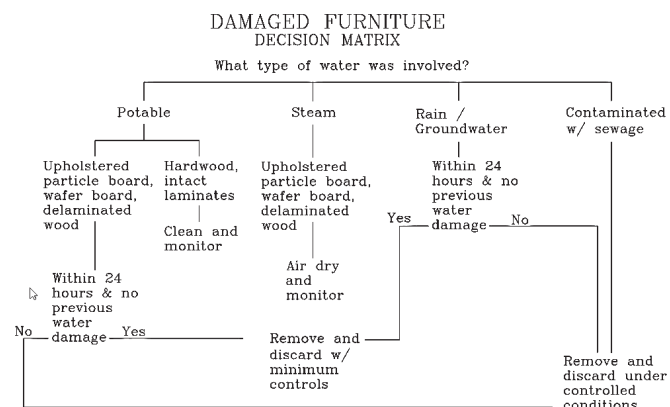 DAMAGED FURNITURE
DECISION MATRIX
What type of water was involved?
Potable
Steam
Rain /
Groundwater
Contaminated
w/ sewage
Upholstered
particle board,
wafer board,
delaminated
wood
Hardwood,
intact
laminates
Clean and
monitor
Upholstered
particle board,
wafer board,
delaminated
wood
Within 24
hours & no
previous
water
damage
Yes
No
Air dry
and
monitor
Within 24
hours & no
previous
water
damage
No
Yes
Remove and
discard w/
minimum
controls
Remove and
discard under
controlled
conditions